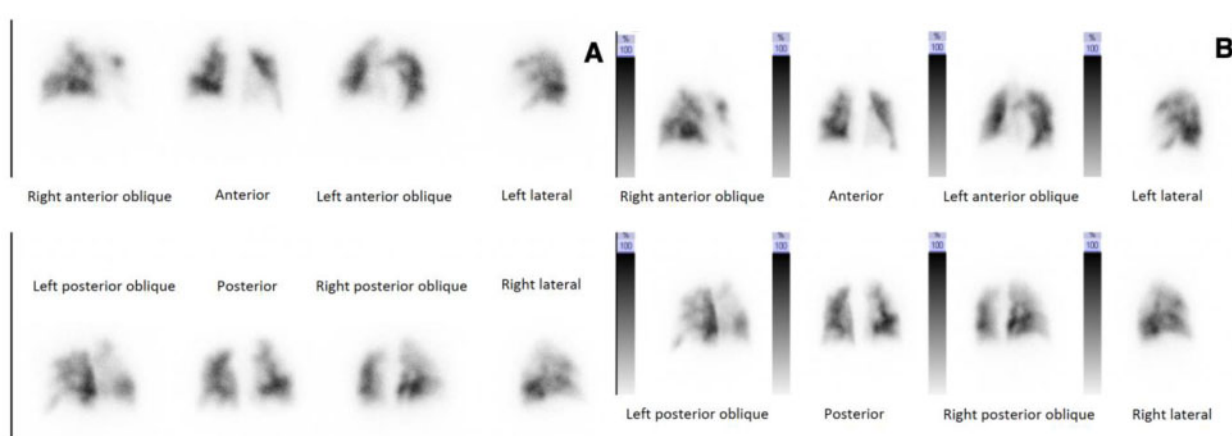 A
Right anterior oblique Anterior Left anterior oblique Left lateral
Left posterior oblique Posterior Right posterior oblique Right lateral
B
% % % %
100 100 100 100
Right anterior oblique Anterior Left anterior oblique Left lateral
% % % %
100 100 100 100
Left posterior oblique Posterior Right posterior oblique Right lateral